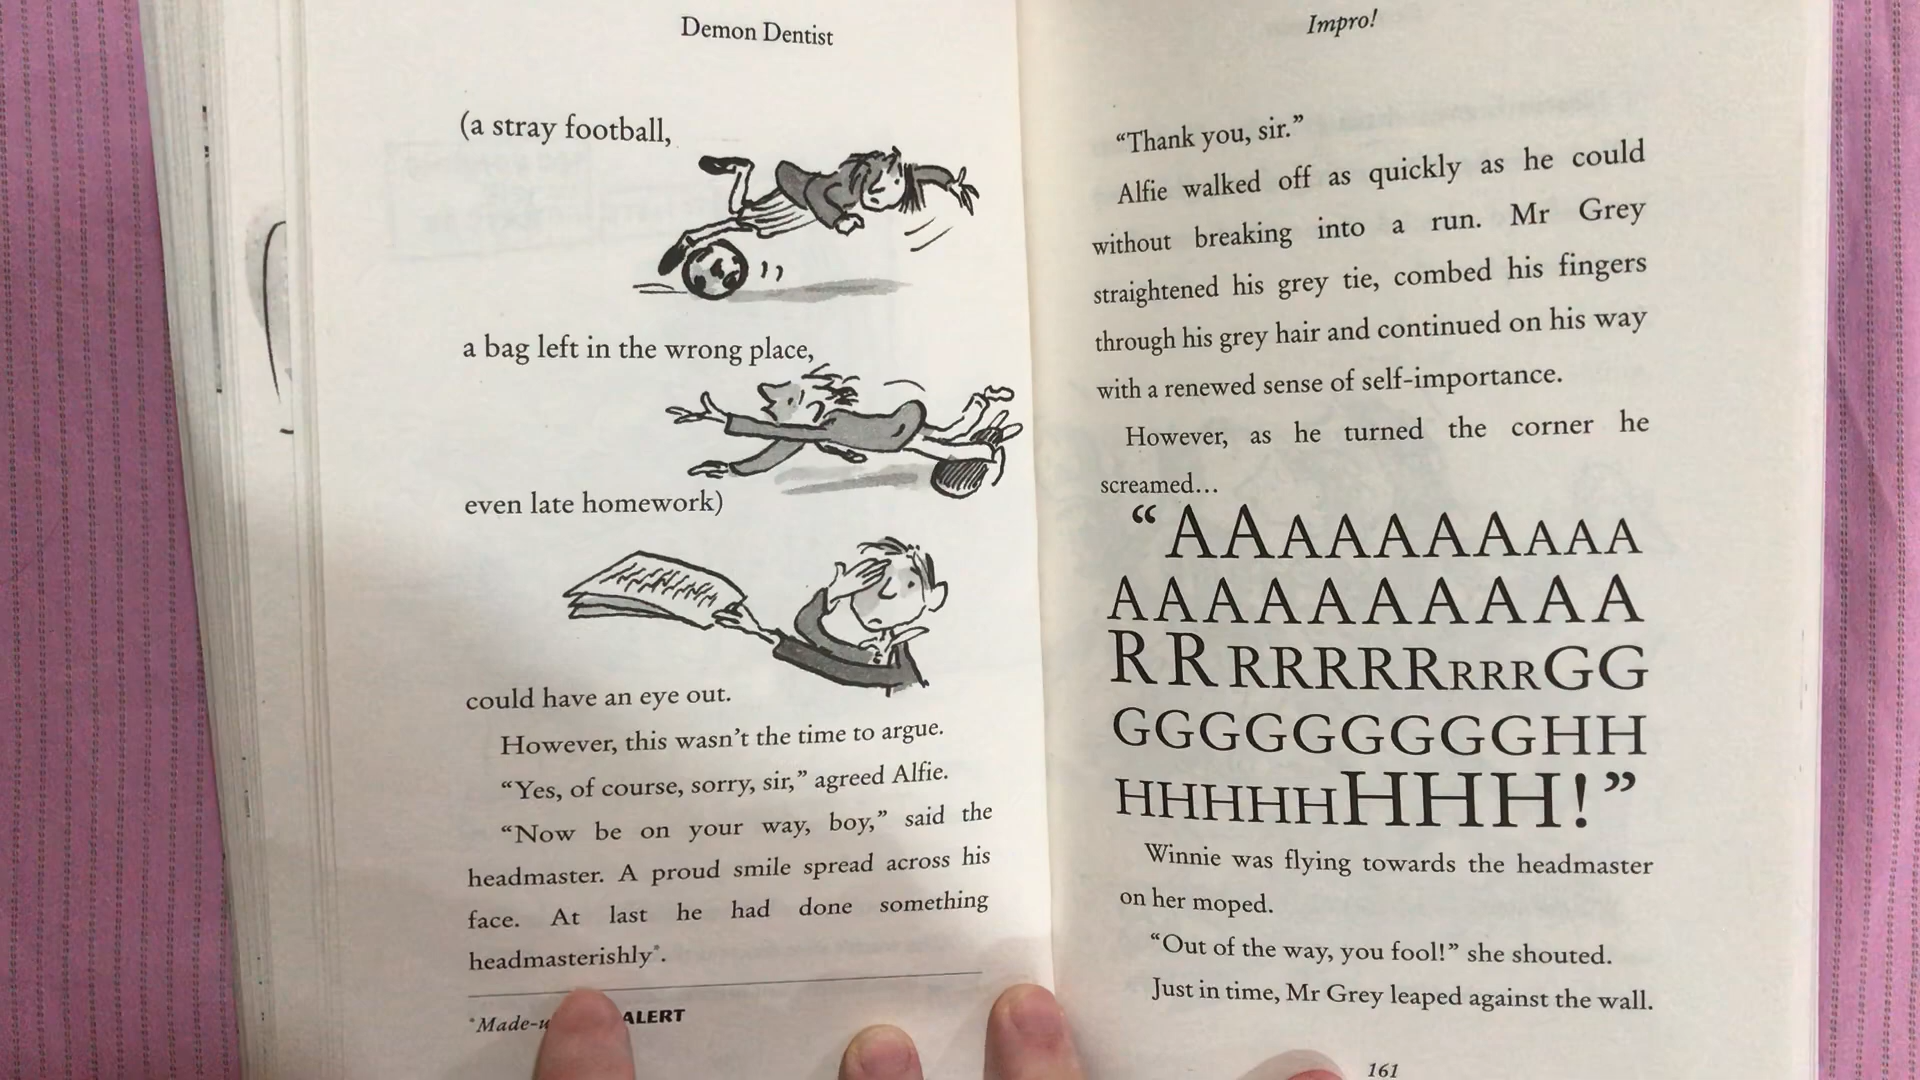 Demon Dentist
(a stray football,
a bag left in the wrong place,
even late homework)
could have an eye out.
However, this wasn’t the time to argue.
“Yes, of course, sorry, sir,” agreed Alfie.
“Now be on your way, boy,” said the
headmaster. A proud smile spread across his
face. At last he had done something
headmasterishly*.
ALERT
Impro!
“Thank you, sir.”
Alfie walked off as quickly as he could
without breaking into a run. Mr Grey
straightened his grey tie, combed his fingers
through his grey hair and continued on his way
with a renewed sense of self-importance.
However, as he turned the corner he
screamed...
“AAAAAAAAAAA
AAAAAAAAAAA
RRRRRRRRRRGG
GGGGGGGGGGHH
HHHHHHHHH!”
Winnie was flying towards the headmaster
on her moped.
“Out of the way, you fool!” she shouted.
Just in time, Mr Grey leaped against the wall.
161